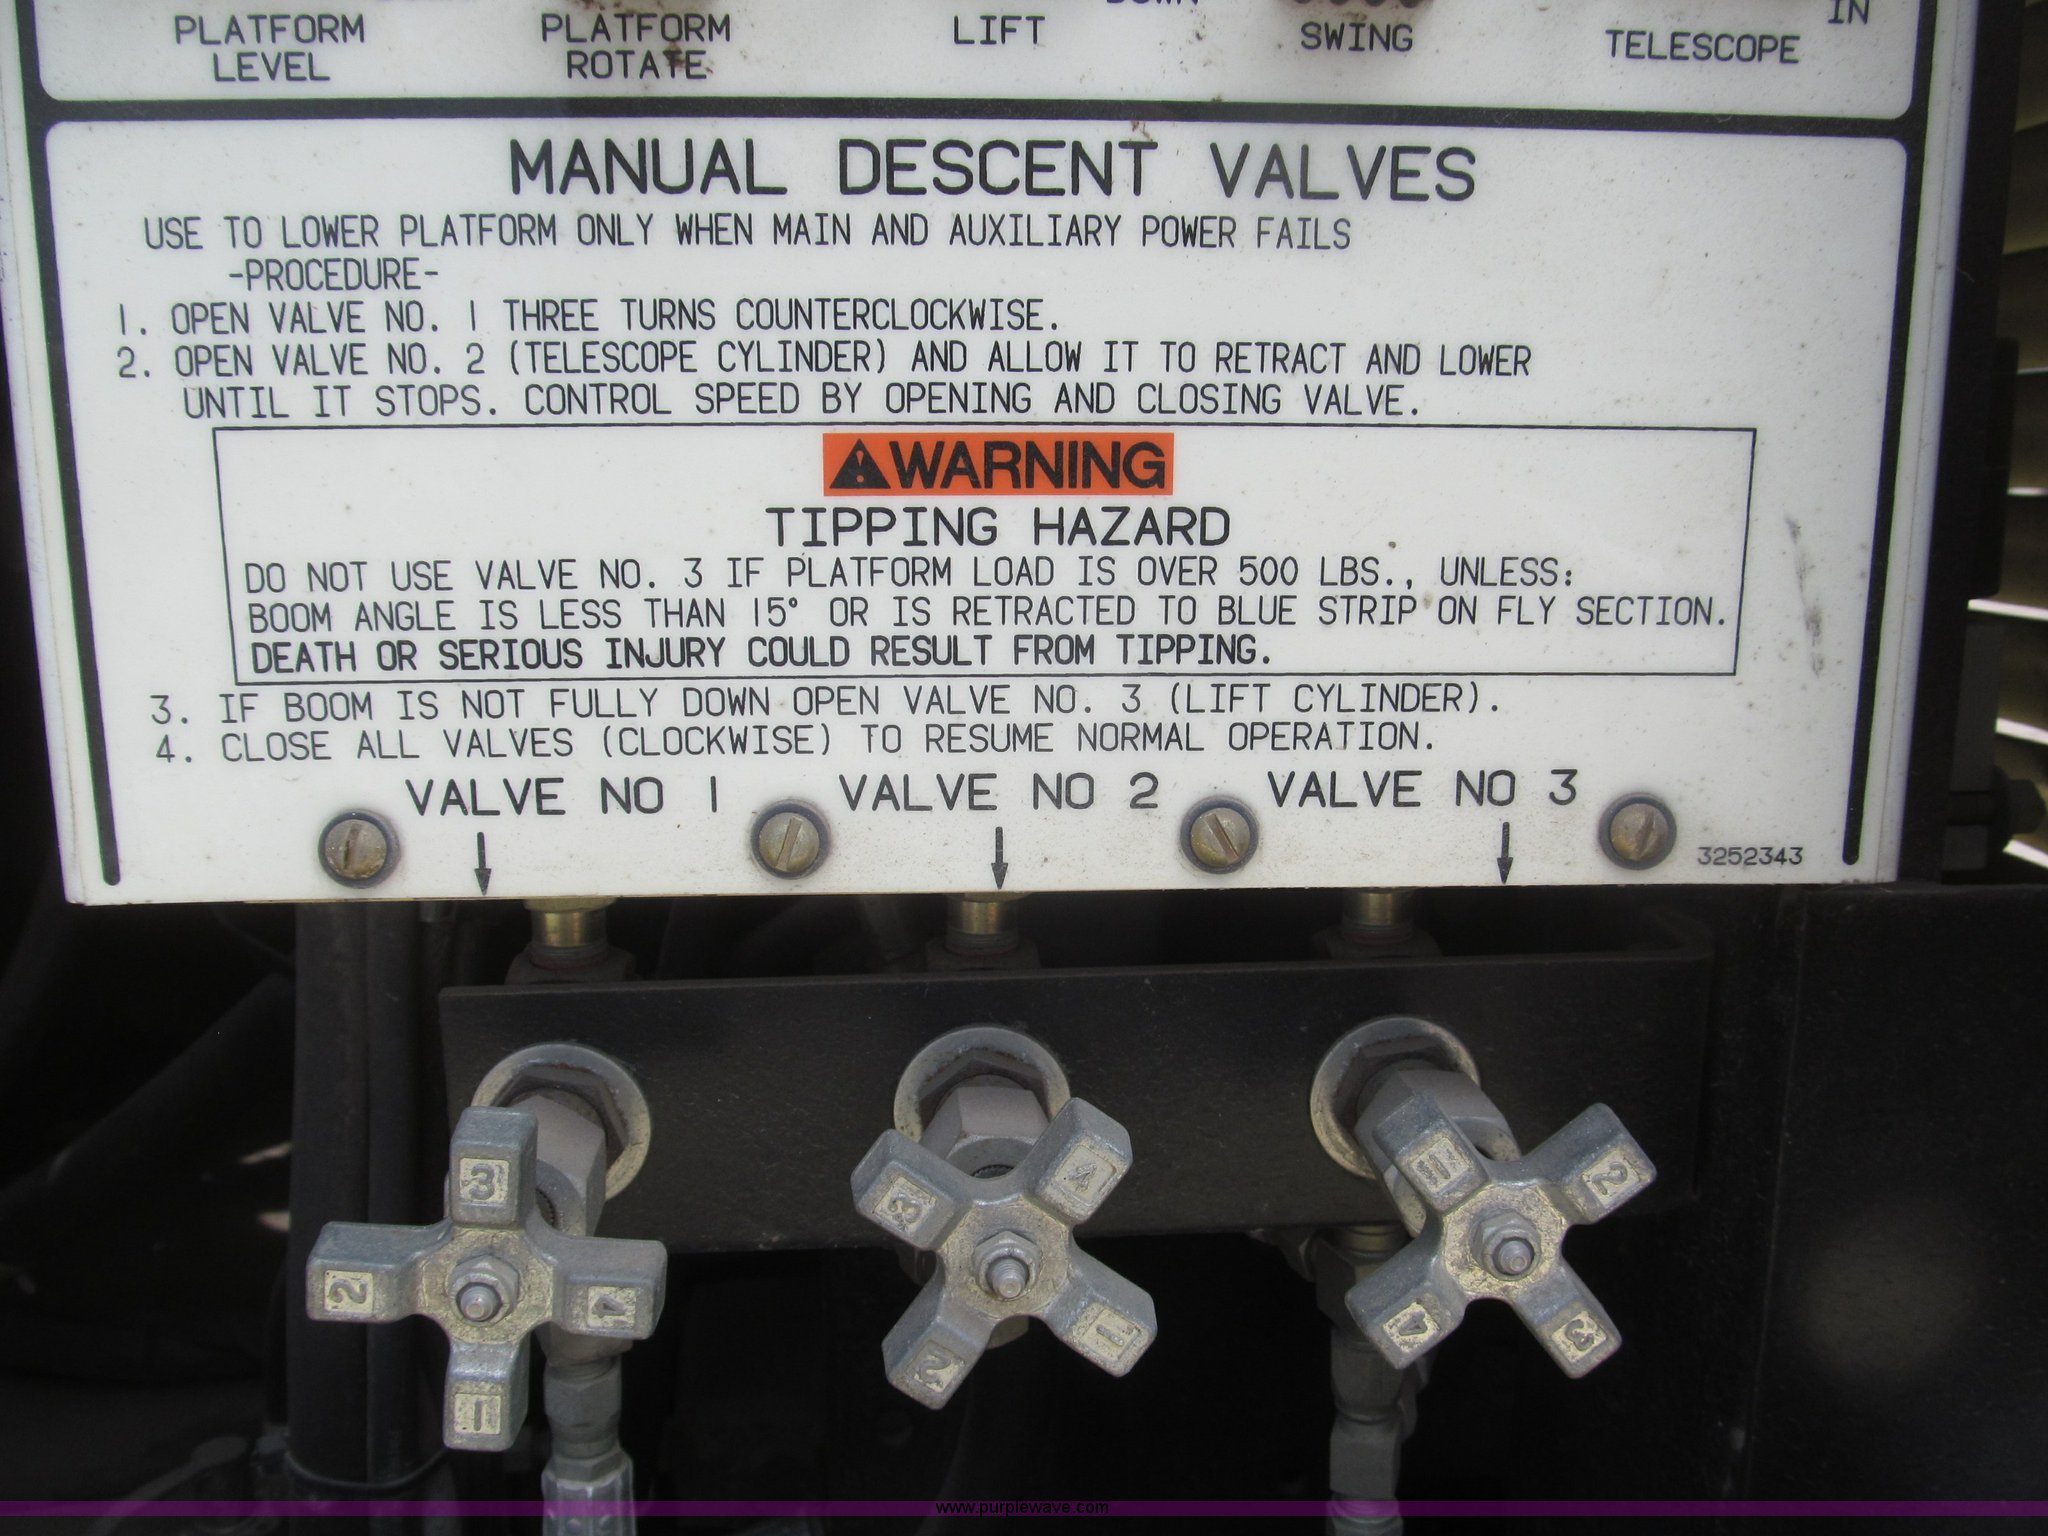 PLATFORM
LEVEL
PLATFORM
ROTATE
LIFT
DOWN
SWING
TELESCOPE
IN
MANUAL DESCENT VALVES
USE TO LOWER PLATFORM ONLY WHEN MAIN AND AUXILIARY POWER FAILS
-PROCEDURE-
1. OPEN VALVE NO. 1 THREE TURNS COUNTERCLOCKWISE.
2. OPEN VALVE NO. 2 (TELESCOPE CYLINDER) AND ALLOW IT TO RETRACT AND LOWER
UNTIL IT STOPS. CONTROL SPEED BY OPENING AND CLOSING VALVE.
WARNING
TIPPING HAZARD
DO NOT USE VALVE NO. 3 IF PLATFORM LOAD IS OVER 500 LBS., UNLESS:
BOOM ANGLE IS LESS THAN 15° OR IS RETRACTED TO BLUE STRIP ON FLY SECTION.
DEATH OR SERIOUS INJURY COULD RESULT FROM TIPPING.
3. IF BOOM IS NOT FULLY DOWN OPEN VALVE NO. 3 (LIFT CYLINDER).
4. CLOSE ALL VALVES (CLOCKWISE) TO RESUME NORMAL OPERATION.
VALVE NO 1
VALVE NO 2
VALVE NO 3
3252343
3
2
4
1
3
4
2
1
1
2
4
3
www.purplewave.com